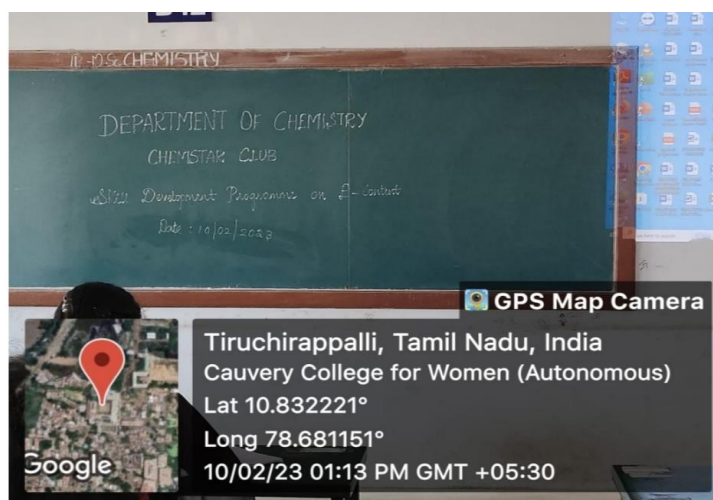 CHEMISTRY
DEPARTMENT OF CHEMISTRY
CHEMSTAR CLUB
Skill Development Programme on E-Content
Date : 10/02/2023
GPS Map Camera
Tiruchirappalli, Tamil Nadu, India
Cauvery College for Women (Autonomous)
Lat 10.832221°
Long 78.681151°
10/02/23 01:13 PM GMT +05:30
Google